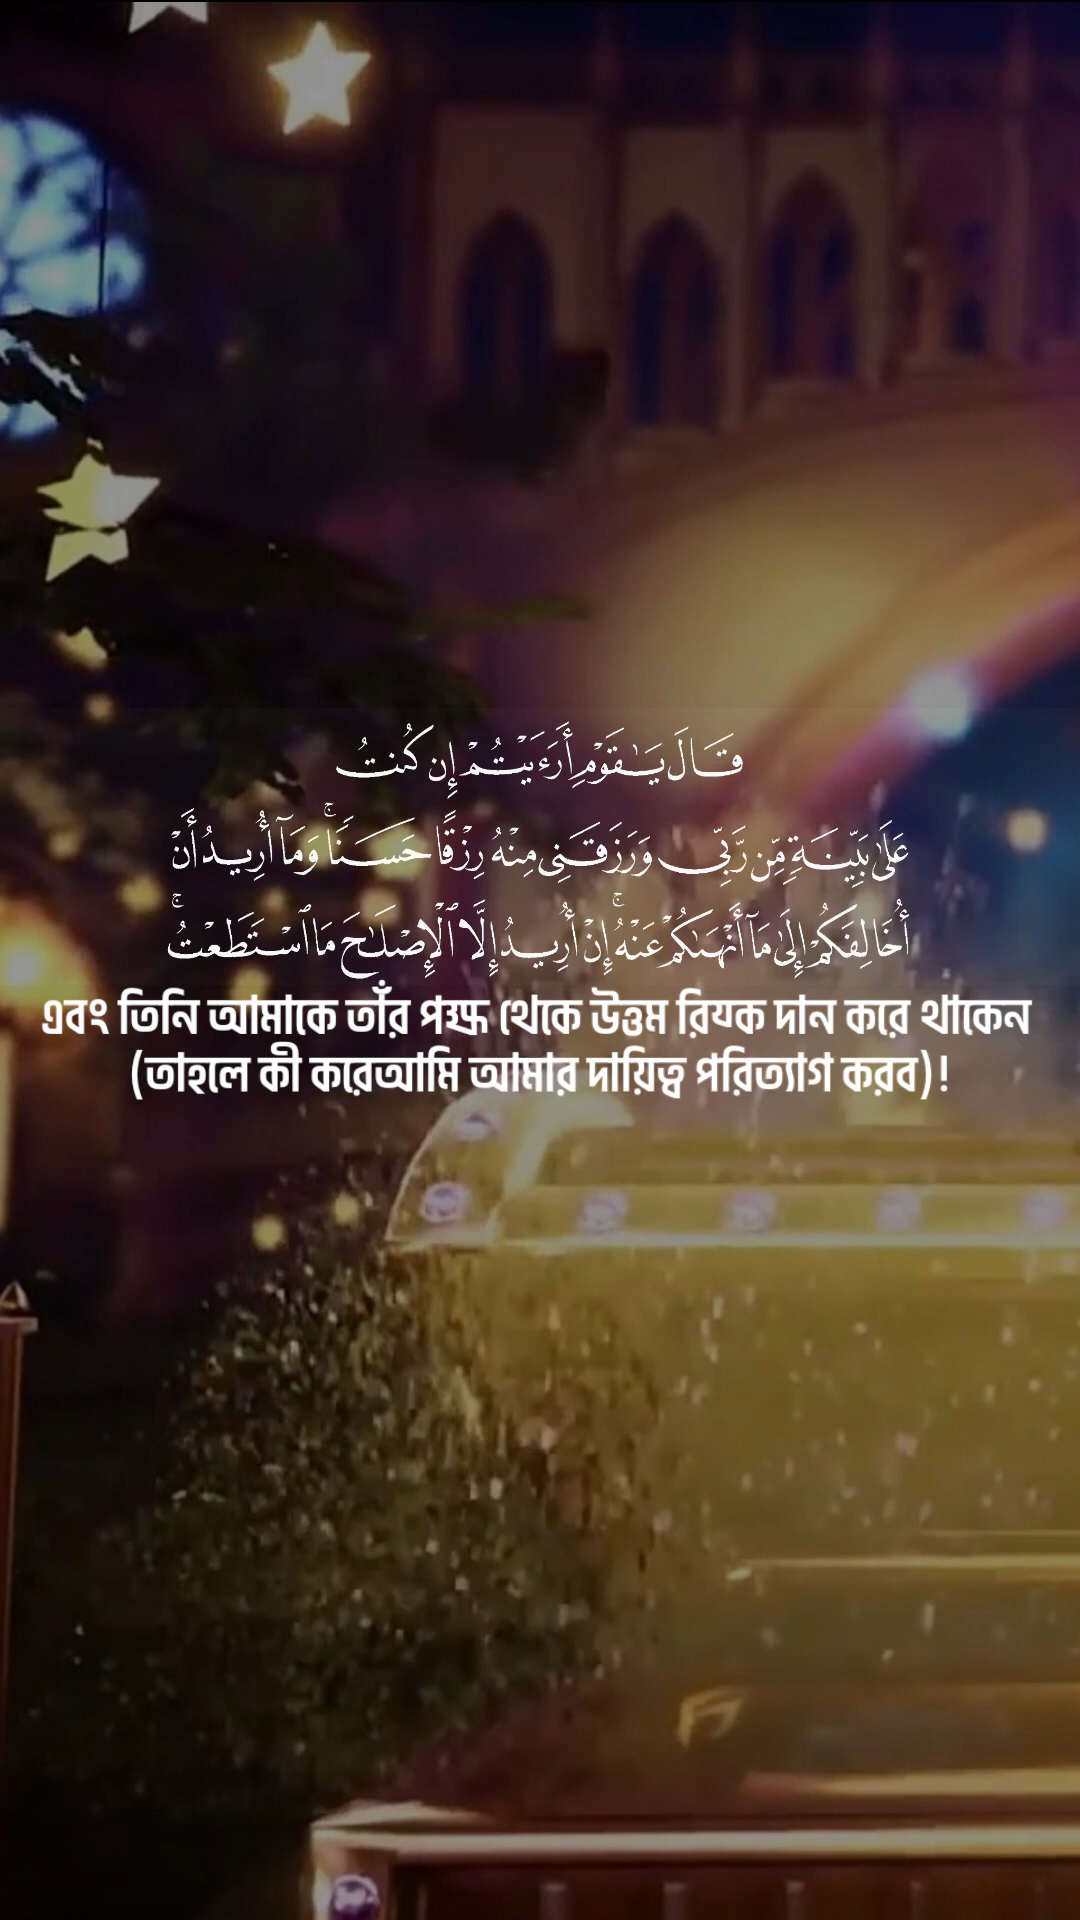 قَالَ يَـٰقَوْمِ أَرَءَيْتُمْ إِن كُنتُ
عَلَىٰ بَيِّنَةٍ مِّن رَّبِّى وَرَزَقَنِى مِنْهُ رِزْقًا حَسَنًا ۚ وَمَآ أُرِيدُ أَنْ
أُخَالِفَكُمْ إِلَىٰ مَآ أَنْهَىٰكُمْ عَنْهُ ۚ إِنْ أُرِيدُ إِلَّا ٱلْإِصْلَـٰحَ مَا ٱسْتَطَعْتُ ۚ
এবং তিনি আমাকে তাঁর পক্ষ থেকে উত্তম রিযক দান করে থাকেন
(তাহলে কী করেআমি আমার দায়িত্ব পরিত্যাগ করব)!